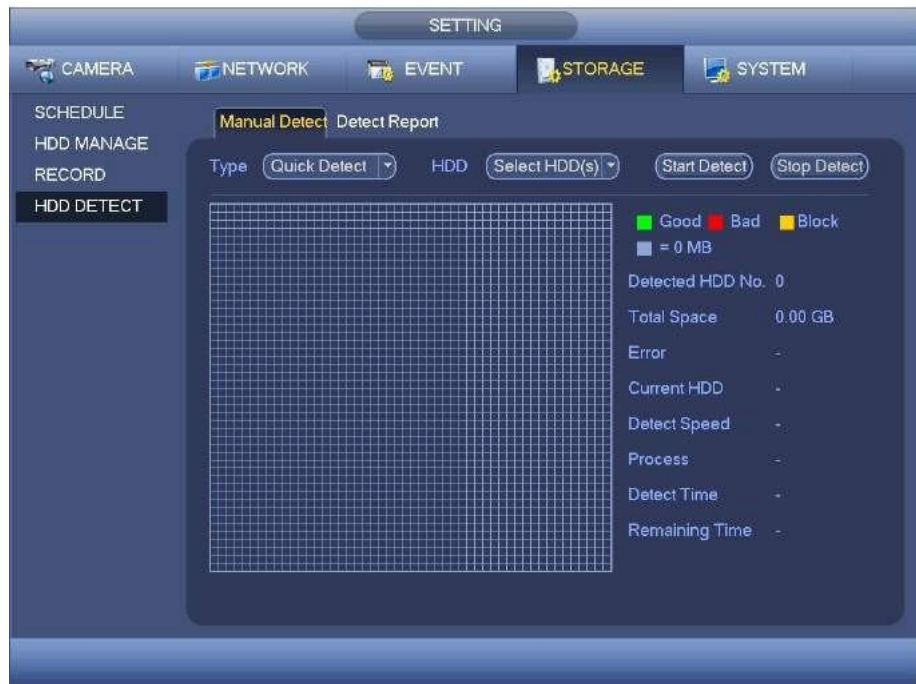 SETTING
CAMERA NETWORK EVENT STORAGE SYSTEM
SCHEDULE
HDD MANAGE
RECORD
HDD DETECT
Manual Detect Detect Report
Type Quick Detect HDD Select HDD(s) Start Detect Stop Detect
Good Bad Block
= 0 MB
Detected HDD No. 0
Total Space 0.00 GB
Error -
Current HDD -
Detect Speed -
Process -
Detect Time -
Remaining Time -